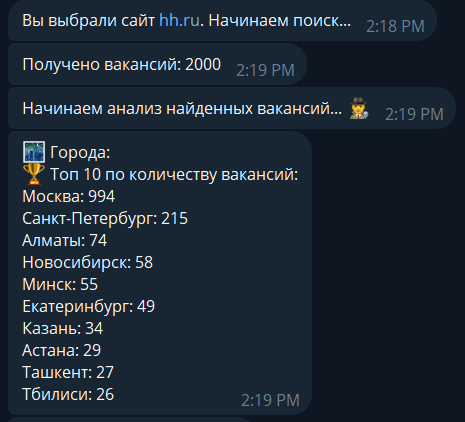 Вы выбрали сайт hh.ru. Начинаем поиск... 2:18 PM
Получено вакансий: 2000 2:19 PM
Начинаем анализ найденных вакансий... 🕵️ 2:19 PM
🌃 Города:
🏆 Топ 10 по количеству вакансий:
Москва: 994
Санкт-Петербург: 215
Алматы: 74
Новосибирск: 58
Минск: 55
Екатеринбург: 49
Казань: 34
Астана: 29
Ташкент: 27
Тбилиси: 26 2:19 PM